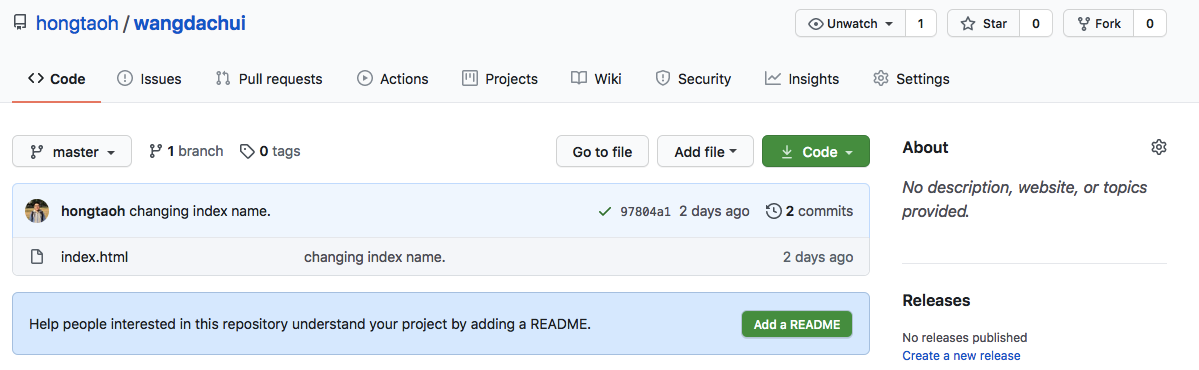 hongtaoh / wangdachui
Unwatch 1 Star 0 Fork 0
Code Issues Pull requests Actions Projects Wiki Security Insights Settings
master 1 branch 0 tags Go to file Add file Code
About
No description, website, or topics
provided.
hongtaoh changing index name. 97804a1 2 days ago 2 commits
index.html changing index name. 2 days ago
Releases
Help people interested in this repository understand your project by adding a README. Add a README
No releases published
Create a new release